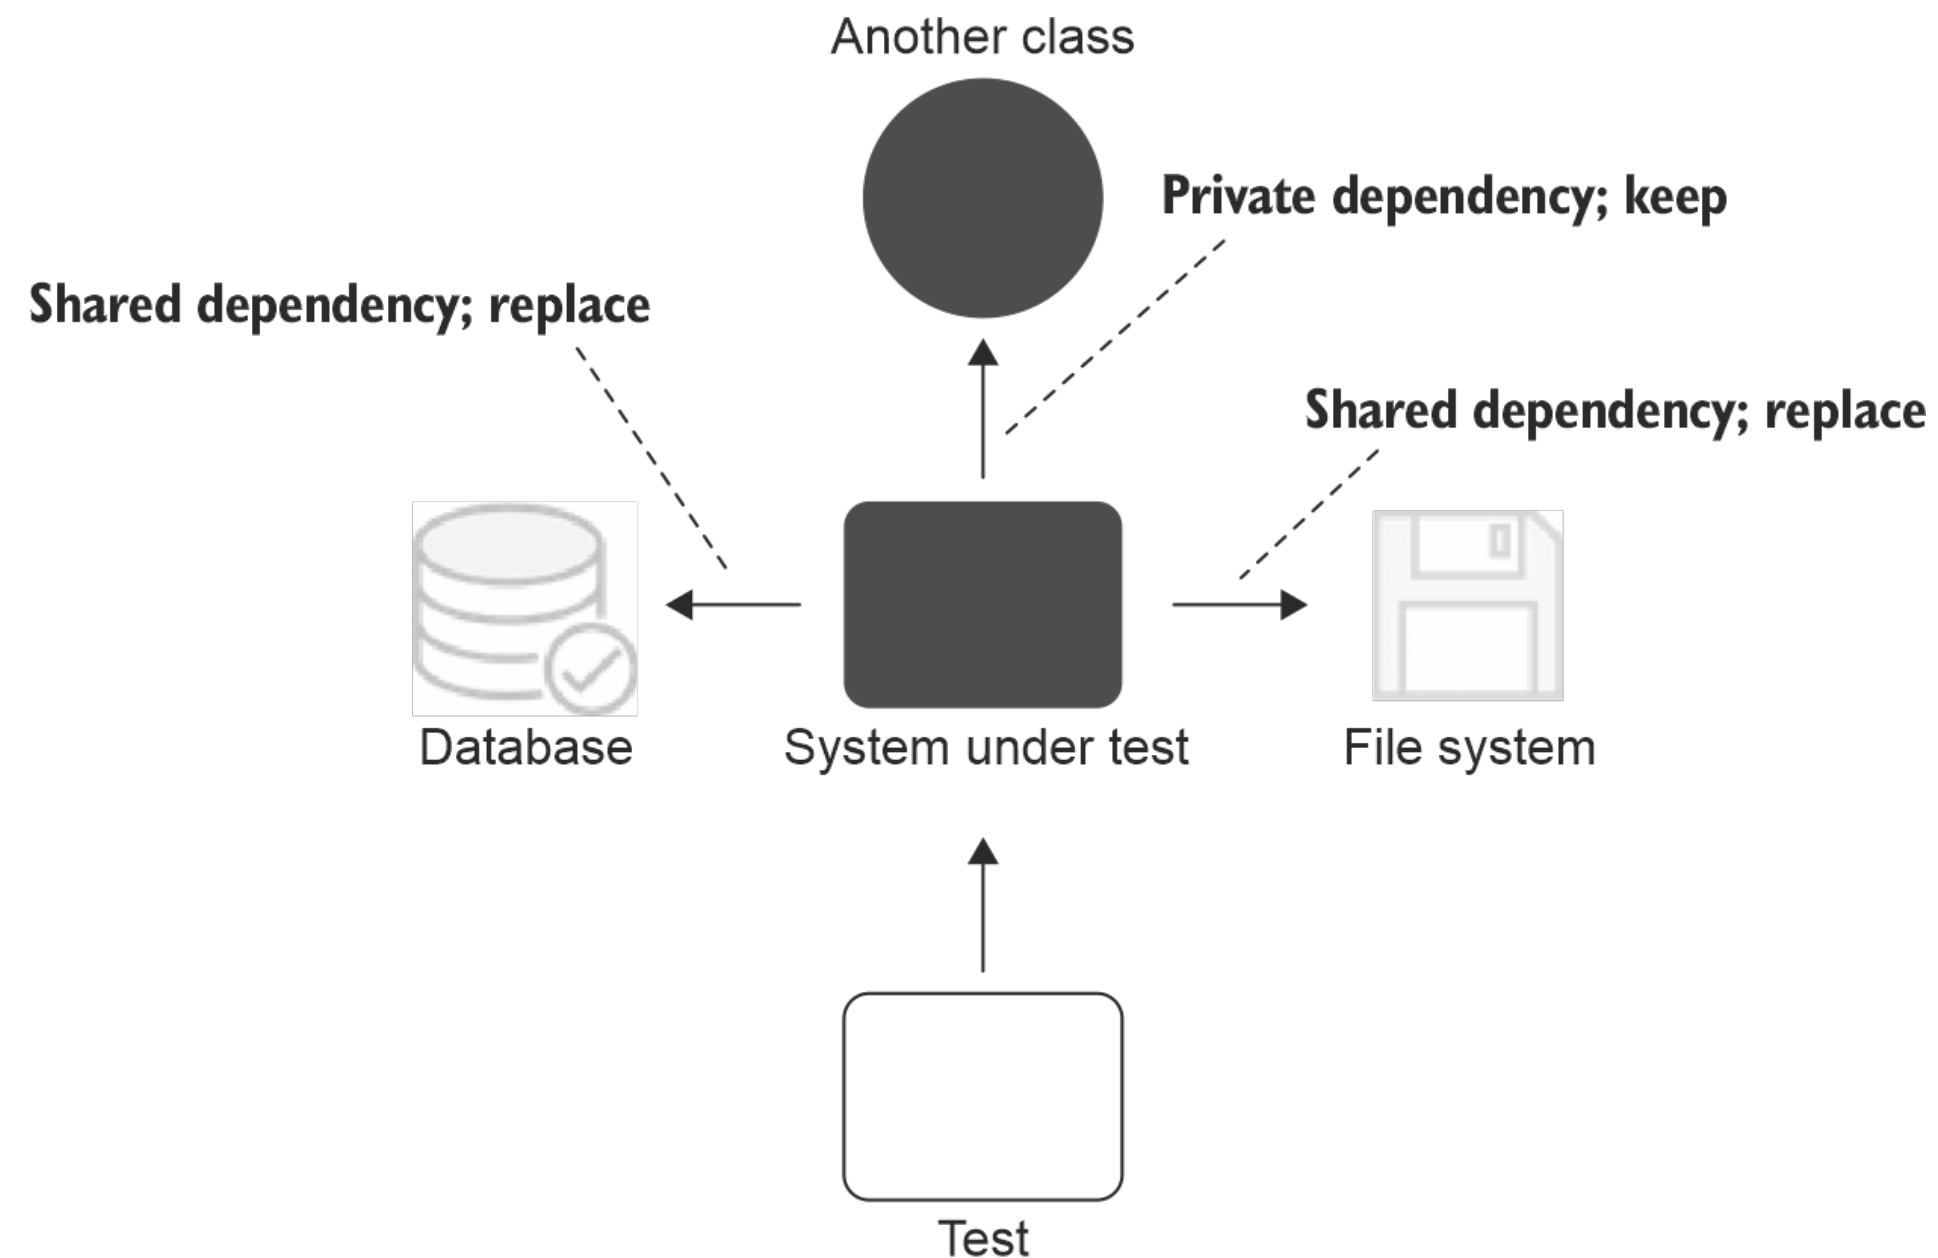 Another class
Private dependency; keep
Shared dependency; replace
Shared dependency; replace
Database
System under test
File system
Test